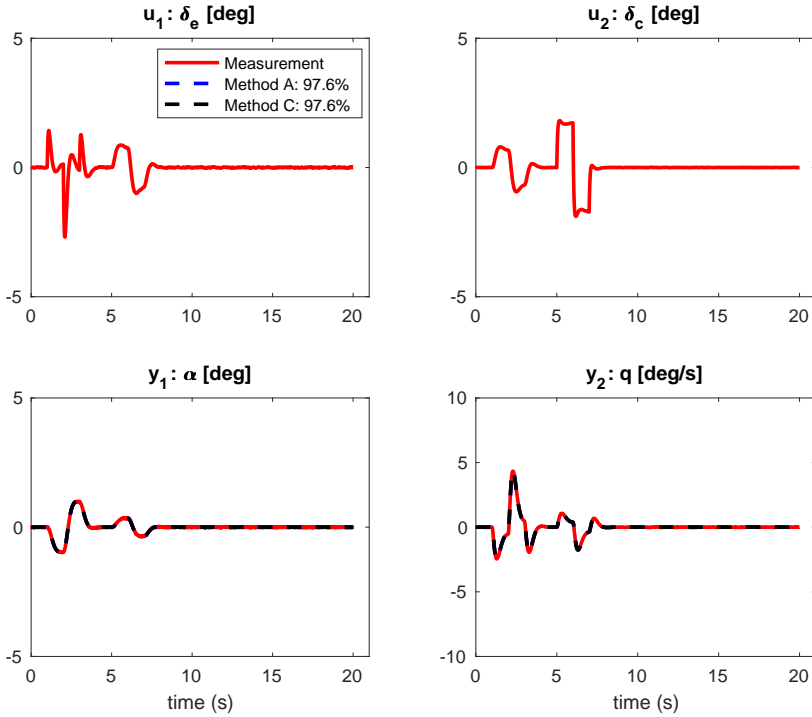 u₁: δₑ [deg]
5
0
-5
0 5 10 15 20
Measurement
Method A: 97.6%
Method C: 97.6%
u₂: δ_c [deg]
5
0
-5
0 5 10 15 20
y₁: α [deg]
5
0
-5
0 5 10 15 20
time (s)
y₂: q [deg/s]
10
5
0
-5
-10
0 5 10 15 20
time (s)